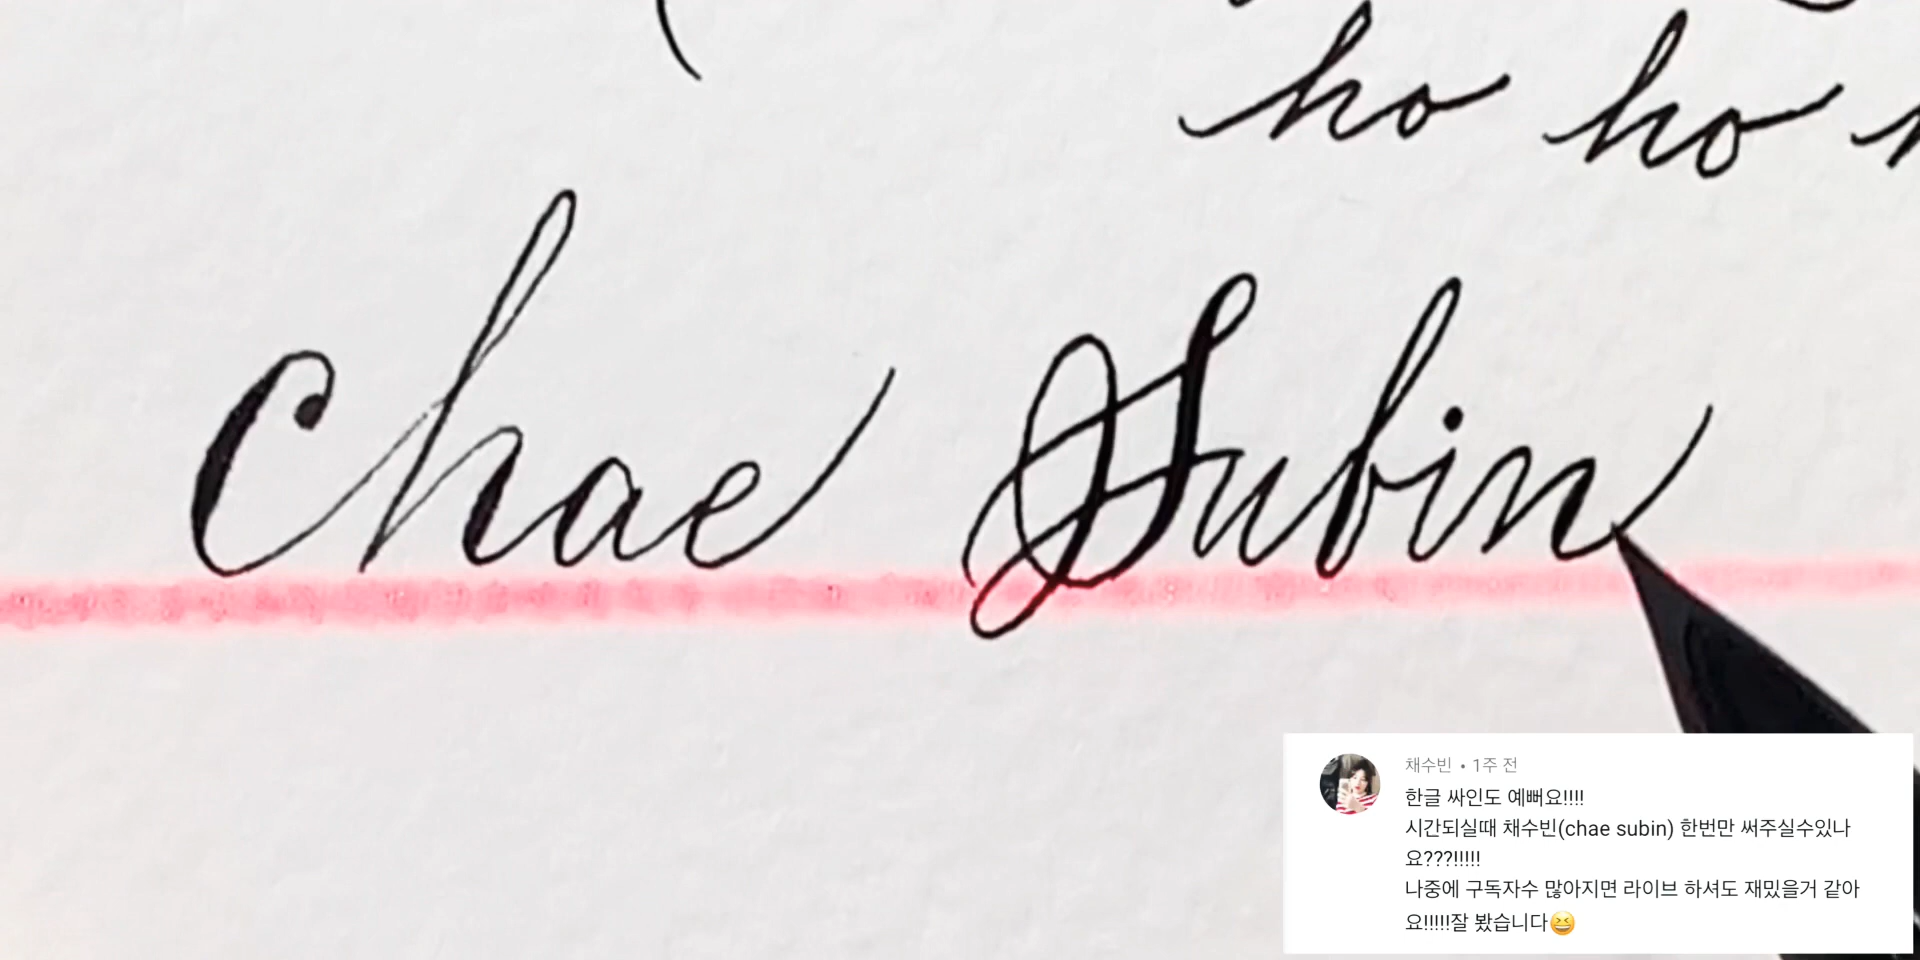 ho ho
Chae Subin
채수빈 • 1주 전
한글 싸인도 예뻐요!!!!
시간되실때 채수빈(chae subin) 한번만 써주실수있나
요???!!!!!
나중에 구독자수 많아지면 라이브 하셔도 재밌을거 같아
요!!!!!잘 봤습니다😆